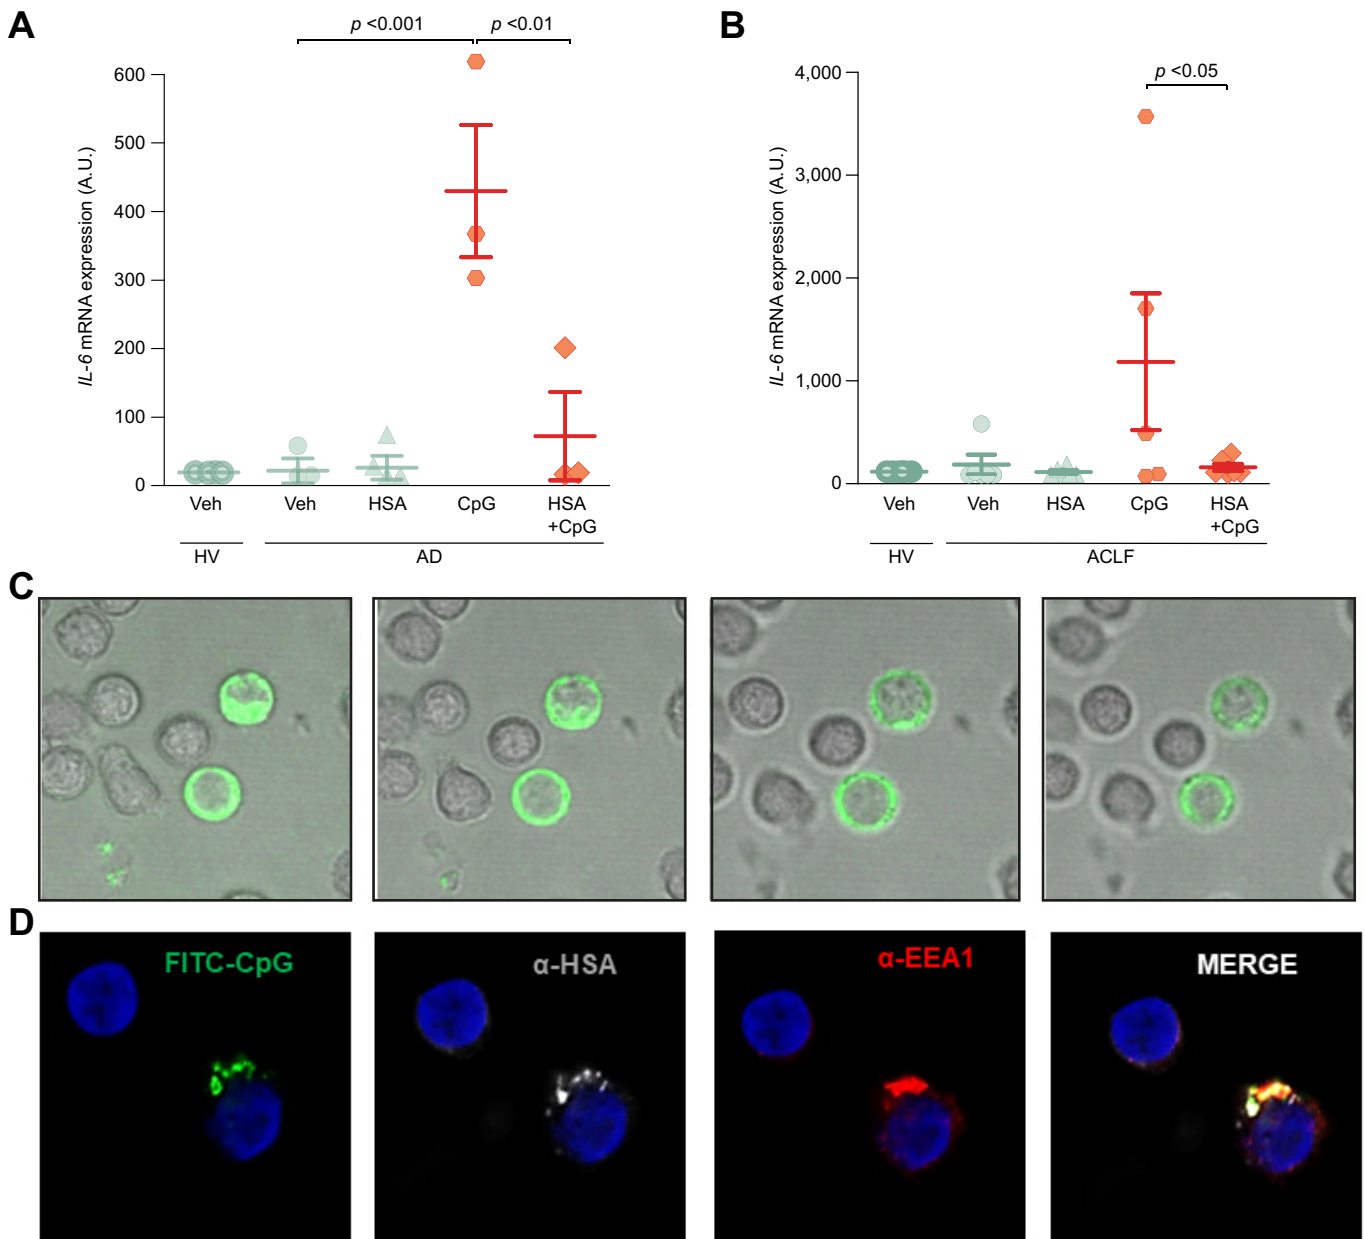 A
p <0.001
p <0.01
600
500
400
300
200
100
0
IL-6 mRNA expression (A.U.)
Veh
Veh
HSA
CpG
HSA
+CpG
HV
AD
B
p <0.05
4,000
3,000
2,000
1,000
0
IL-6 mRNA expression (A.U.)
Veh
Veh
HSA
CpG
HSA
+CpG
HV
ACLF
C
D
FITC-CpG
α-HSA
α-EEA1
MERGE